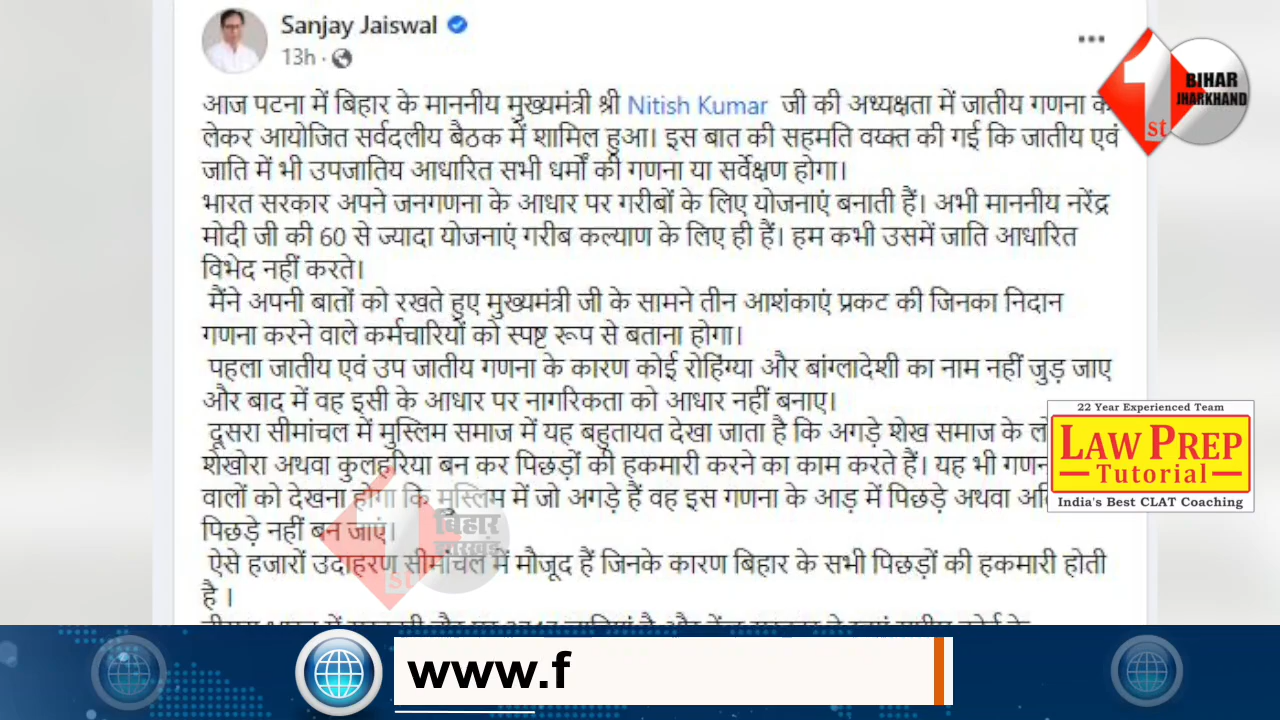 Sanjay Jaiswal
13h
आज पटना में बिहार के माननीय मुख्यमंत्री श्री Nitish Kumar जी की अध्यक्षता में जातीय गणना
लेकर आयोजित सर्वदलीय बैठक में शामिल हुआ। इस बात की सहमति वय्क्त की गई कि जातीय एवं
जाति में भी उपजातिय आधारित सभी धर्मों की गणना या सर्वेक्षण होगा।
भारत सरकार अपने जनगणना के आधार पर गरीबों के लिए योजनाएं बनाती हैं। अभी माननीय नरेंद्र
मोदी जी की 60 से ज्यादा योजनाएं गरीब कल्याण के लिए ही हैं। हम कभी उसमें जाति आधारित
विभेद नहीं करते।
मैंने अपनी बातों को रखते हुए मुख्यमंत्री जी के सामने तीन आशंकाएं प्रकट की जिनका निदान
गणना करने वाले कर्मचारियों को स्पष्ट रूप से बताना होगा।
पहला जातीय एवं उप जातीय गणना के कारण कोई रोहिंग्या और बांग्लादेशी का नाम नहीं जुड़ जाए
और बाद में वह इसी के आधार पर नागरिकता को आधार नहीं बनाए।
दूसरा सीमांचल में मुस्लिम समाज में यह बहुतायत देखा जाता है कि अगड़े शेख समाज के
शेखोरा अथवा कुलहरिया बन कर पिछड़ों की हकमारी करने का काम करते हैं। यह भी
वालों को देखना होगा कि मुस्लिम में जो अगड़े हैं वह इस गणना के आड़ में पिछड़े अथवा
पिछड़े नहीं बन जाएं।
ऐसे हजारों उदाहरण सीमांचल में मौजूद हैं जिनके कारण बिहार के सभी पिछड़ों की हकमारी होती
है ।
1st
BIHAR
JHARKHAND
22 Year Experienced Team
LAW PREP
Tutorial
India's Best CLAT Coaching
1st
बिहार
झारखंड
www.f